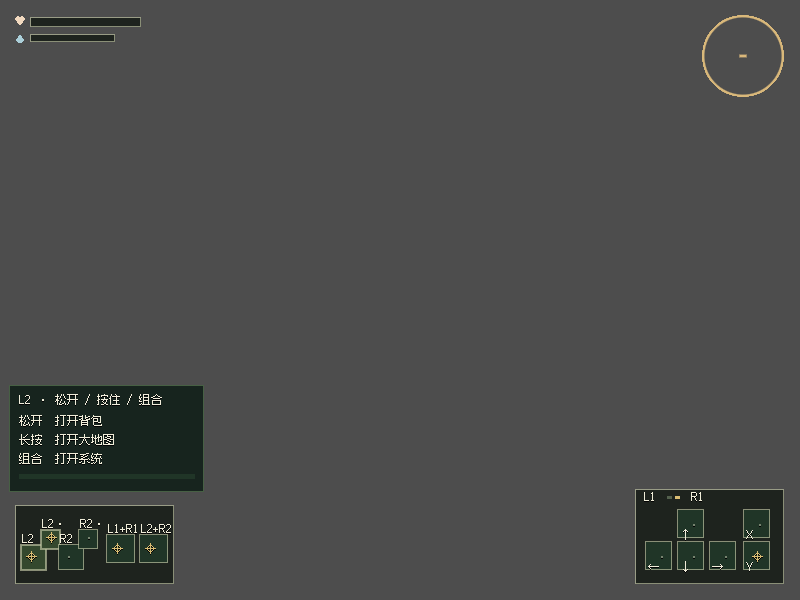 L2 · 松开 / 按住 / 组合
松开 打开背包
长按 打开大地图
组合 打开系统
L2 · R2 · L1+R1 L2+R2
L2 R2
L1 R1
↑ X
← ↓ → Y